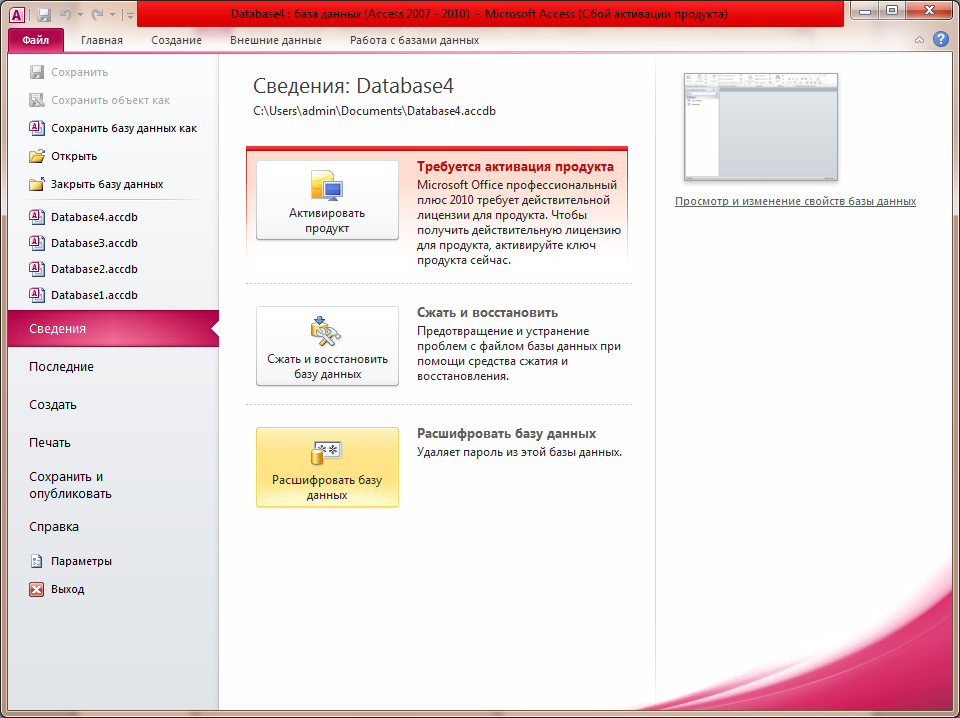 Database4 : база данных (Access 2007 - 2010) - Microsoft Access (Сбой активации продукта)
Файл
Главная
Создание
Внешние данные
Работа с базами данных
Сохранить
Сохранить объект как
Сохранить базу данных как
Открыть
Закрыть базу данных
Database4.accdb
Database3.accdb
Database2.accdb
Database1.accdb
Сведения
Последние
Создать
Печать
Сохранить и
опубликовать
Справка
Параметры
Выход
Сведения: Database4
C:\Users\admin\Documents\Database4.accdb
Активировать
продукт
Требуется активация продукта
Microsoft Office профессиональный
плюс 2010 требует действительной
лицензии для продукта. Чтобы
получить действительную лицензию
для продукта, активируйте ключ
продукта сейчас.
Сжать и восстановить
базу данных
Сжать и восстановить
Предотвращение и устранение
проблем с файлом базы данных при
помощи средства сжатия и
восстановления.
Расшифровать базу
данных
Расшифровать базу данных
Удаляет пароль из этой базы данных.
Просмотр и изменение свойств базы данных